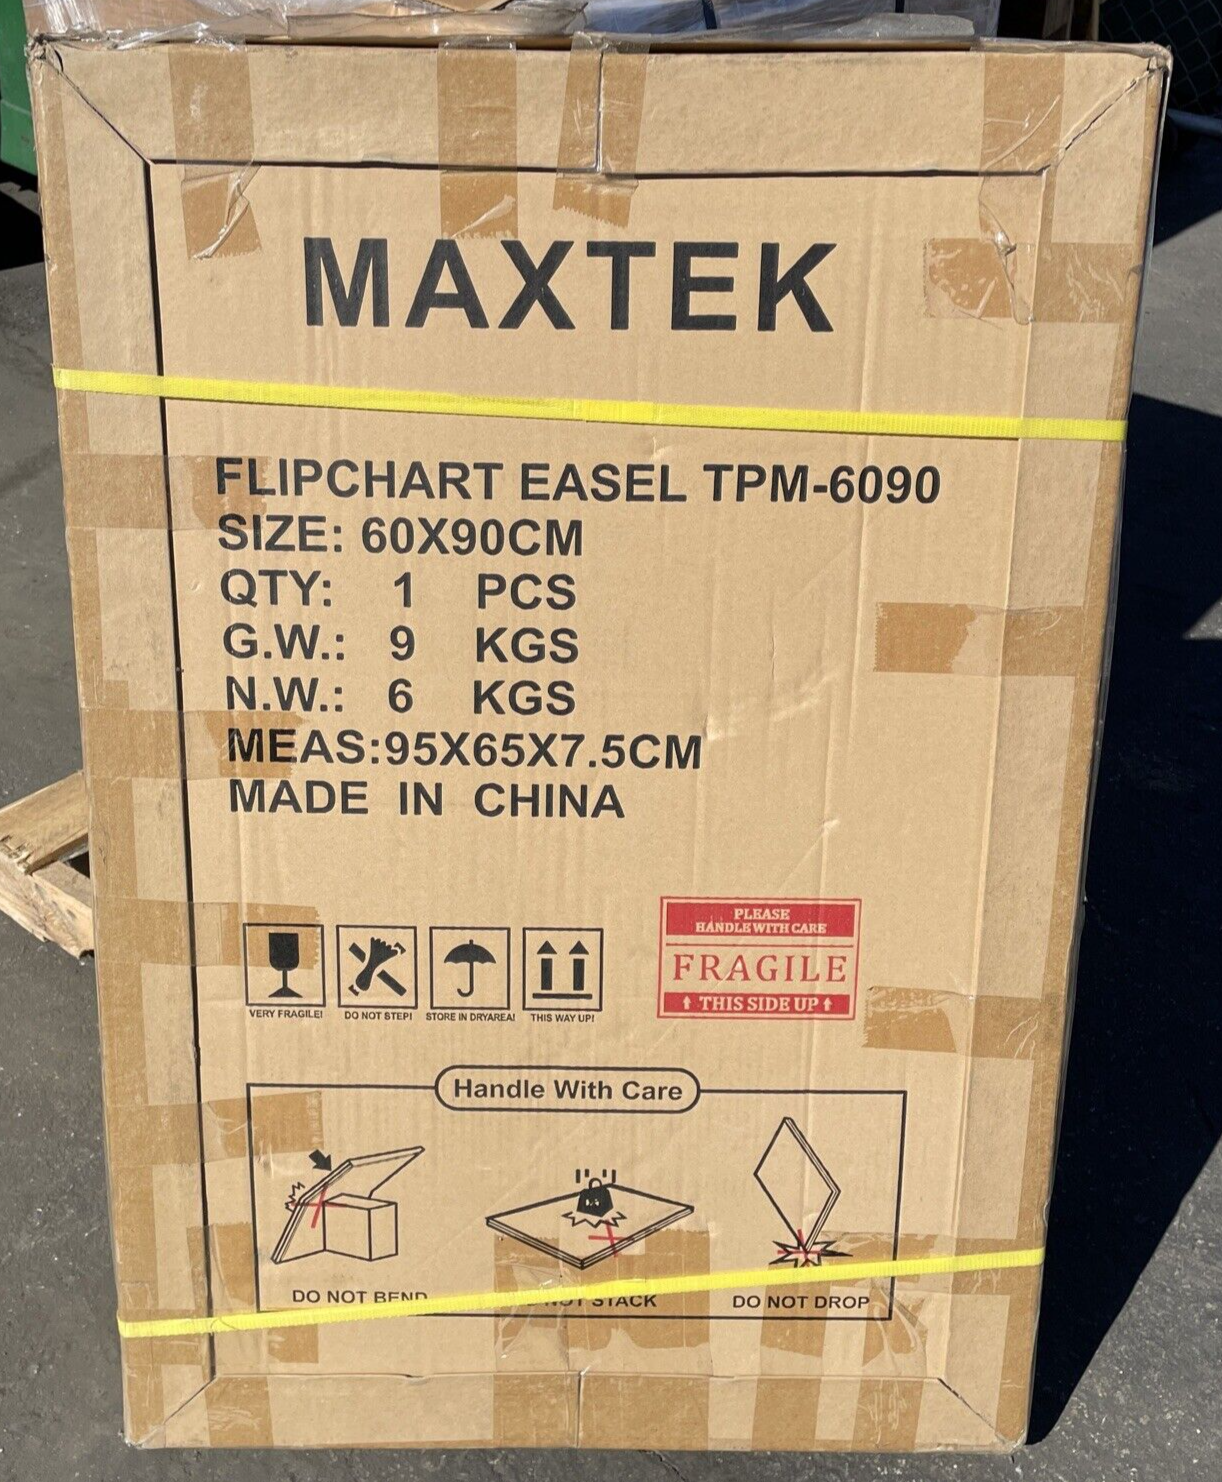 MAXTEK
FLIPCHART EASEL TPM-6090
SIZE: 60X90CM
QTY: 1 PCS
G.W.: 9 KGS
N.W.: 6 KGS
MEAS:95X65X7.5CM
MADE IN CHINA
VERY FRAGILE!
DO NOT STEP!
STORE IN DRYAREA!
THIS WAY UP!
PLEASE
HANDLE WITH CARE
FRAGILE
THIS SIDE UP
Handle With Care
DO NOT BEND
NOT STACK
DO NOT DROP